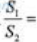 S₁/S₂ =